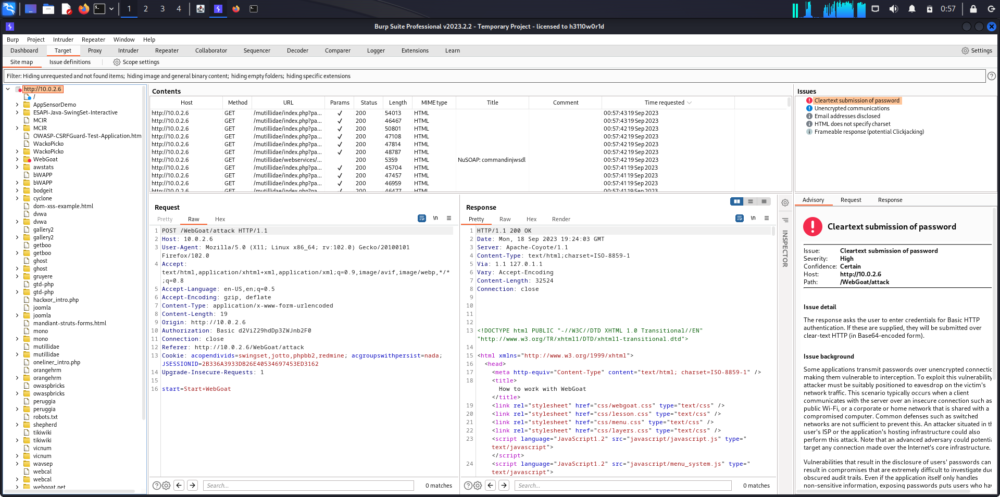 1 2 3 4 0:57
Burp Suite Professional v2023.2.2 - Temporary Project - licensed to h3110w0r1d
Burp Project Intruder Repeater Window Help
Dashboard Target Proxy Intruder Repeater Collaborator Sequencer Decoder Comparer Logger Extensions Learn Settings
Site map Issue definitions Scope settings
Filter: Hiding unrequested and not found items; hiding image and general binary content; hiding empty folders; hiding specific extensions
http://10.0.2.6
/
AppSensorDemo
ESAPI-Java-SwingSet-Interactive
MCIR
MCIR
OWASP-CSRFGuard-Test-Application.htm
WackoPicko
WackoPicko
WebGoat
awstats
bWAPP
bWAPP
bodgeit
cyclone
dom-xss-example.html
dvwa
dvwa
gallery2
gallery2
getboo
getboo
ghost
ghost
gruyere
gtd-php
gtd-php
hackxor_intro.php
joomla
joomla
mandiant-struts-forms.html
mono
mono
mutillidae
mutillidae
oneliner_intro.php
orangehrm
orangehrm
owaspbricks
owaspbricks
peruggia
peruggia
robots.txt
shepherd
tikiwiki
tikiwiki
vicnum
vicnum
wavsep
webcal
webcal
webgoat.net
Contents
Host Method URL Params Status Length MIME type Title Comment Time requested
http://10.0.2.6 GET /mutillidae/index.php?pa... ✓ 200 54013 HTML 00:57:43 19 Sep 2023
http://10.0.2.6 GET /mutillidae/index.php?pa... ✓ 200 46467 HTML 00:57:43 19 Sep 2023
http://10.0.2.6 GET /mutillidae/index.php?pa... ✓ 200 50801 HTML 00:57:42 19 Sep 2023
http://10.0.2.6 GET /mutillidae/index.php?pa... ✓ 200 47108 HTML 00:57:42 19 Sep 2023
http://10.0.2.6 GET /mutillidae/index.php?pa... ✓ 200 47814 HTML 00:57:42 19 Sep 2023
http://10.0.2.6 GET /mutillidae/index.php?pa... ✓ 200 48787 HTML 00:57:42 19 Sep 2023
http://10.0.2.6 GET /mutillidae/webservices/... 200 5359 HTML NuSOAP: commandinjwsdl 00:57:42 19 Sep 2023
http://10.0.2.6 GET /mutillidae/index.php?pa... ✓ 200 45704 HTML 00:57:41 19 Sep 2023
http://10.0.2.6 GET /mutillidae/index.php?pa... ✓ 200 47457 HTML 00:57:41 19 Sep 2023
http://10.0.2.6 GET /mutillidae/index.php?pa... ✓ 200 46959 HTML 00:57:41 19 Sep 2023
http://10.0.2.6 GET /mutillidae/index.php?pa... ✓ 200 46477 HTML 00:57:41 19 Sep 2023
Request
Pretty Raw Hex \n
1 POST /WebGoat/attack HTTP/1.1
2 Host: 10.0.2.6
3 User-Agent: Mozilla/5.0 (X11; Linux x86_64; rv:102.0) Gecko/20100101
Firefox/102.0
4 Accept:
text/html,application/xhtml+xml,application/xml;q=0.9,image/avif,image/webp,*/*
;q=0.8
5 Accept-Language: en-US,en;q=0.5
6 Accept-Encoding: gzip, deflate
7 Content-Type: application/x-www-form-urlencoded
8 Content-Length: 19
9 Origin: http://10.0.2.6
10 Authorization: Basic d2ViZ29hdDp3ZWJnb2F0
11 Connection: close
12 Referer: http://10.0.2.6/WebGoat/attack
13 Cookie: acopendivids=swingset,jotto,phpbb2,redmine; acgroupswithpersist=nada;
JSESSIONID=2B336A3933DB26E40534697453ED3162
14 Upgrade-Insecure-Requests: 1
15
16 start=Start+WebGoat
Search... 0 matches
Response
Pretty Raw Hex Render \n
1 HTTP/1.1 200 OK
2 Date: Mon, 18 Sep 2023 19:24:03 GMT
3 Server: Apache-Coyote/1.1
4 Content-Type: text/html;charset=ISO-8859-1
5 Via: 1.1 127.0.1.1
6 Vary: Accept-Encoding
7 Content-Length: 32524
8 Connection: close
9
10
11
12
13 <!DOCTYPE html PUBLIC "-//W3C//DTD XHTML 1.0 Transitional//EN"
"http://www.w3.org/TR/xhtml1/DTD/xhtml1-transitional.dtd">
14
15 <html xmlns="http://www.w3.org/1999/xhtml">
16 <head>
17 <meta http-equiv="Content-Type" content="text/html; charset=ISO-8859-1" />
18 <title>
How to work with WebGoat
</title>
19 <link rel="stylesheet" href="css/webgoat.css" type="text/css" />
20 <link rel="stylesheet" href="css/lesson.css" type="text/css" />
21 <link rel="stylesheet" href="css/menu.css" type="text/css" />
22 <link rel="stylesheet" href="css/layers.css" type="text/css" />
23 <script language="JavaScript1.2" src="javascript/javascript.js" type="
text/javascript">
</script>
24 <script language="JavaScript1.2" src="javascript/menu_system.js" type="
text/javascript">
Search... 0 matches
INSPECTOR
Issues
Cleartext submission of password
Unencrypted communications
Email addresses disclosed
HTML does not specify charset
Frameable response (potential Clickjacking)
Advisory Request Response
Cleartext submission of password
Issue: Cleartext submission of password
Severity: High
Confidence: Certain
Host: http://10.0.2.6
Path: /WebGoat/attack
Issue detail
The response asks the user to enter credentials for Basic HTTP
authentication. If these are supplied, they will be submitted over
clear-text HTTP (in Base64-encoded form).
Issue background
Some applications transmit passwords over unencrypted connectic
making them vulnerable to interception. To exploit this vulnerability
attacker must be suitably positioned to eavesdrop on the victim's
network traffic. This scenario typically occurs when a client
communicates with the server over an insecure connection such as
public Wi-Fi, or a corporate or home network that is shared with a
compromised computer. Common defenses such as switched
networks are not sufficient to prevent this. An attacker situated in th
user's ISP or the application's hosting infrastructure could also
perform this attack. Note that an advanced adversary could potentia
target any connection made over the Internet's core infrastructure.
Vulnerabilities that result in the disclosure of users' passwords can
result in compromises that are extremely difficult to investigate due
obscured audit trails. Even if the application itself only handles
non-sensitive information, exposing passwords puts users who hav